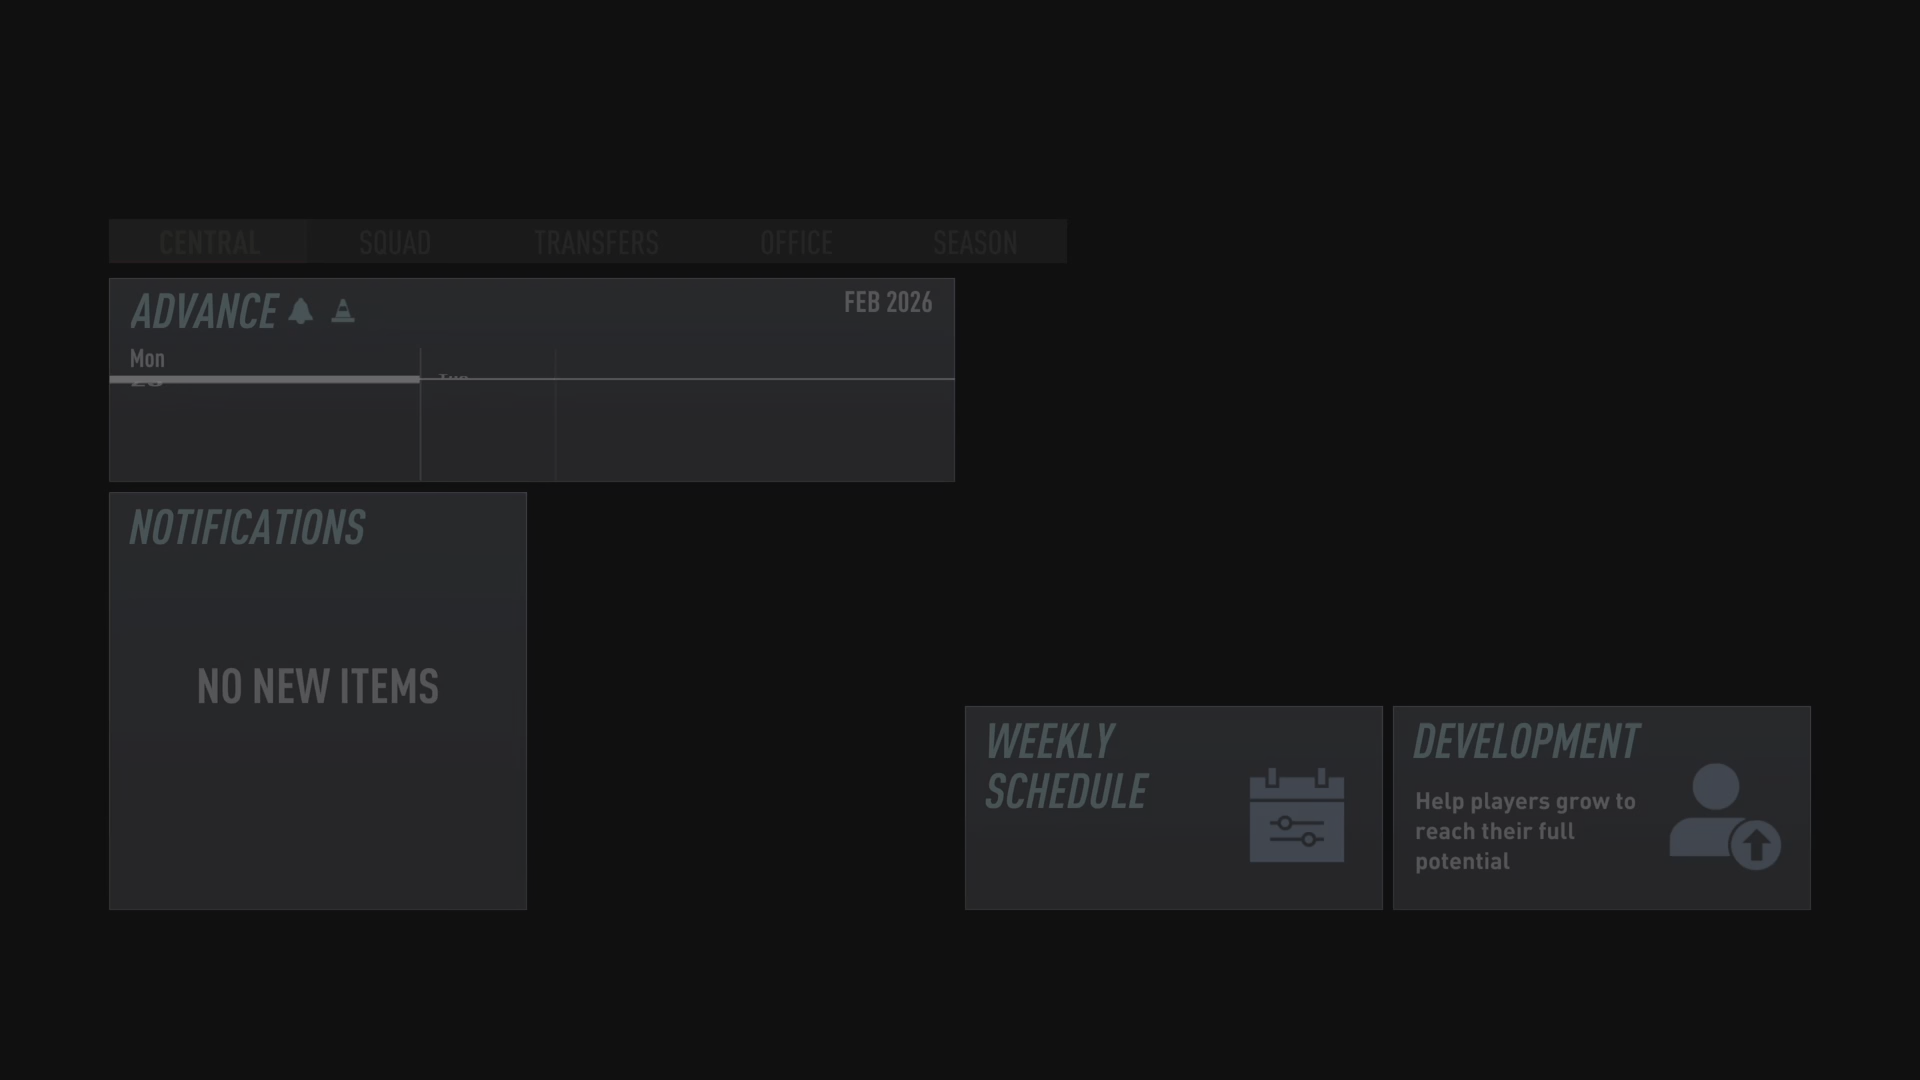 CENTRAL SQUAD TRANSFERS OFFICE SEASON
ADVANCE
FEB 2026
Mon
NOTIFICATIONS
NO NEW ITEMS
WEEKLY
SCHEDULE
DEVELOPMENT
Help players grow to
reach their full
potential